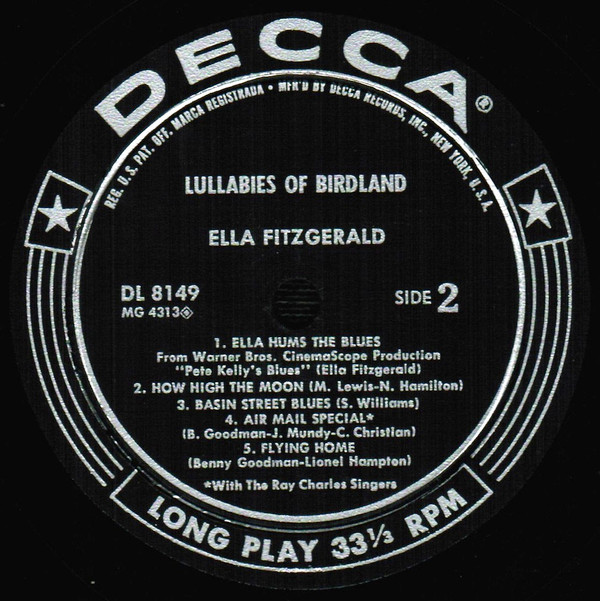 DECCA®
REG. U.S. PAT. OFF. MARCA REGISTRADA • MFR'D BY DECCA RECORDS, INC., NEW YORK, U.S.A.
LULLABIES OF BIRDLAND
ELLA FITZGERALD
DL 8149
MG 4313
SIDE 2
1. ELLA HUMS THE BLUES
From Warner Bros. CinemaScope Production
"Pete Kelly's Blues" (Ella Fitzgerald)
2. HOW HIGH THE MOON (M. Lewis-N. Hamilton)
3. BASIN STREET BLUES (S. Williams)
4. AIR MAIL SPECIAL*
(B. Goodman-J. Mundy-C. Christian)
5. FLYING HOME
(Benny Goodman-Lionel Hampton)
*With The Ray Charles Singers
LONG PLAY 33⅓ RPM